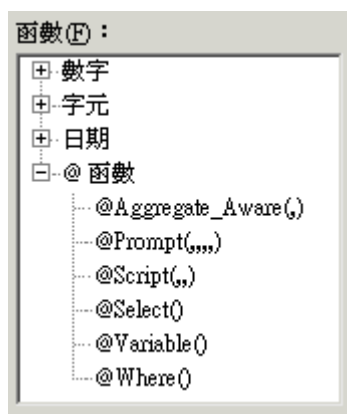 函數(F)：
數字
字元
日期
@ 函數
@Aggregate_Aware(,)
@Prompt(,,,,)
@Script(,,)
@Select()
@Variable()
@Where()